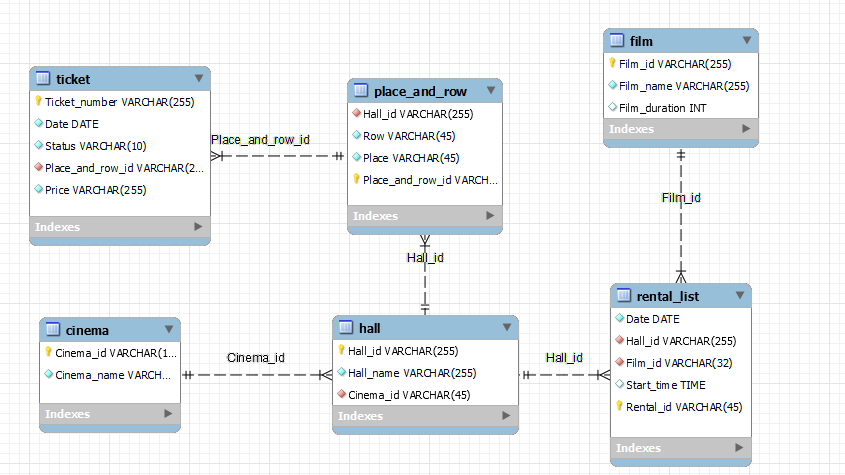 ticket
Ticket_number VARCHAR(255)
Date DATE
Status VARCHAR(10)
Place_and_row_id VARCHAR(2...
Price VARCHAR(255)
Indexes
Place_and_row_id
place_and_row
Hall_id VARCHAR(255)
Row VARCHAR(45)
Place VARCHAR(45)
Place_and_row_id VARCH...
Indexes
film
Film_id VARCHAR(255)
Film_name VARCHAR(255)
Film_duration INT
Indexes
Film_id
Hall_id
cinema
Cinema_id VARCHAR(1...
Cinema_name VARCH...
Indexes
Cinema_id
hall
Hall_id VARCHAR(255)
Hall_name VARCHAR(255)
Cinema_id VARCHAR(45)
Indexes
Hall_id
rental_list
Date DATE
Hall_id VARCHAR(255)
Film_id VARCHAR(32)
Start_time TIME
Rental_id VARCHAR(45)
Indexes